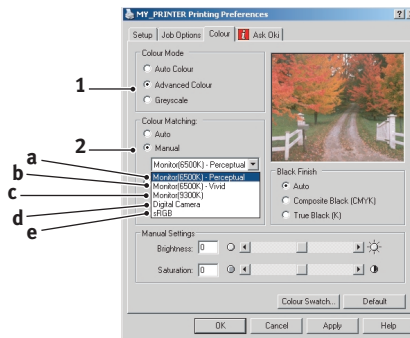 MY_PRINTER Printing Preferences ?
Setup Job Options Colour Ask Oki
Colour Mode
Auto Colour
1
Advanced Colour
Greyscale
Colour Matching:
Auto
2
Manual
a
Monitor(6500K) - Perceptual
Monitor(6500K) - Perceptual
b
Monitor(6500K) - Vivid
c
Monitor(9300K)
d
Digital Camera
e
sRGB
Black Finish
Auto
Composite Black (CMYK)
True Black (K)
Manual Settings
Brightness: 0
Saturation: 0
Colour Swatch... Default
OK Cancel Apply Help